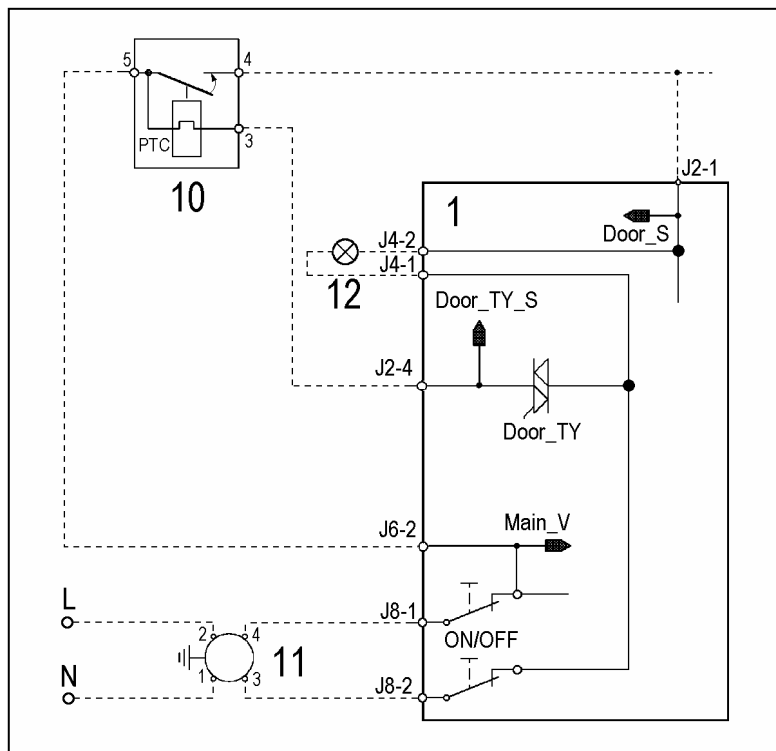 5
4
PTC
3
10
J2-1
1
Door_S
J4-2
J4-1
12
Door_TY_S
J2-4
Door_TY
J6-2
Main_V
L
J8-1
2
4
ON/OFF
11
N
1
3
J8-2